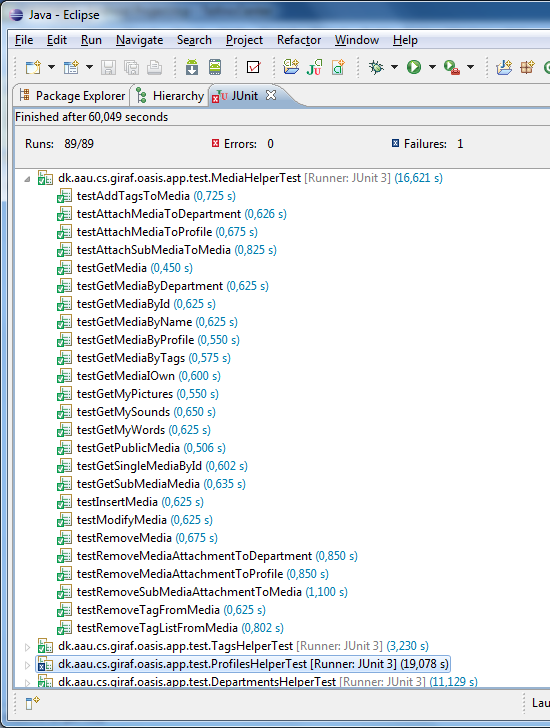 Java - Eclipse
File Edit Run Navigate Search Project Refactor Window Help
Package Explorer Hierarchy JUnit
Finished after 60,049 seconds
Runs: 89/89 Errors: 0 Failures: 1
dk.aau.cs.giraf.oasis.app.test.MediaHelperTest [Runner: JUnit 3] (16,621 s)
testAddTagsToMedia (0,725 s)
testAttachMediaToDepartment (0,626 s)
testAttachMediaToProfile (0,675 s)
testAttachSubMediaToMedia (0,825 s)
testGetMedia (0,450 s)
testGetMediaByDepartment (0,625 s)
testGetMediaById (0,625 s)
testGetMediaByName (0,625 s)
testGetMediaByProfile (0,550 s)
testGetMediaByTags (0,575 s)
testGetMediaIOwn (0,600 s)
testGetMyPictures (0,550 s)
testGetMySounds (0,650 s)
testGetMyWords (0,625 s)
testGetPublicMedia (0,506 s)
testGetSingleMediaById (0,602 s)
testGetSubMediaMedia (0,635 s)
testInsertMedia (0,625 s)
testModifyMedia (0,625 s)
testRemoveMedia (0,675 s)
testRemoveMediaAttachmentToDepartment (0,850 s)
testRemoveMediaAttachmentToProfile (0,850 s)
testRemoveSubMediaAttachmentToMedia (1,100 s)
testRemoveTagFromMedia (0,625 s)
testRemoveTagListFromMedia (0,802 s)
dk.aau.cs.giraf.oasis.app.test.TagsHelperTest [Runner: JUnit 3] (3,230 s)
dk.aau.cs.giraf.oasis.app.test.ProfilesHelperTest [Runner: JUnit 3] (19,078 s)
dk.aau.cs.giraf.oasis.app.test.DepartmentsHelperTest [Runner: JUnit 3] (11,129 s)
Lau